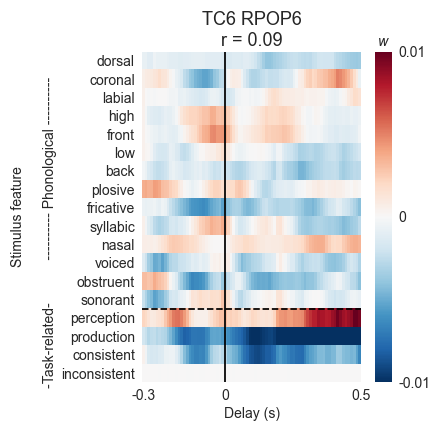 TC6 RPOP6
r = 0.09
w
dorsal
coronal
labial
high
front
low
back
plosive
fricative
syllabic
nasal
voiced
obstruent
sonorant
perception
production
consistent
inconsistent
Stimulus feature
---------- Phonological ----------
-Task-related-
-0.3
0
0.5
Delay (s)
0.01
0
-0.01